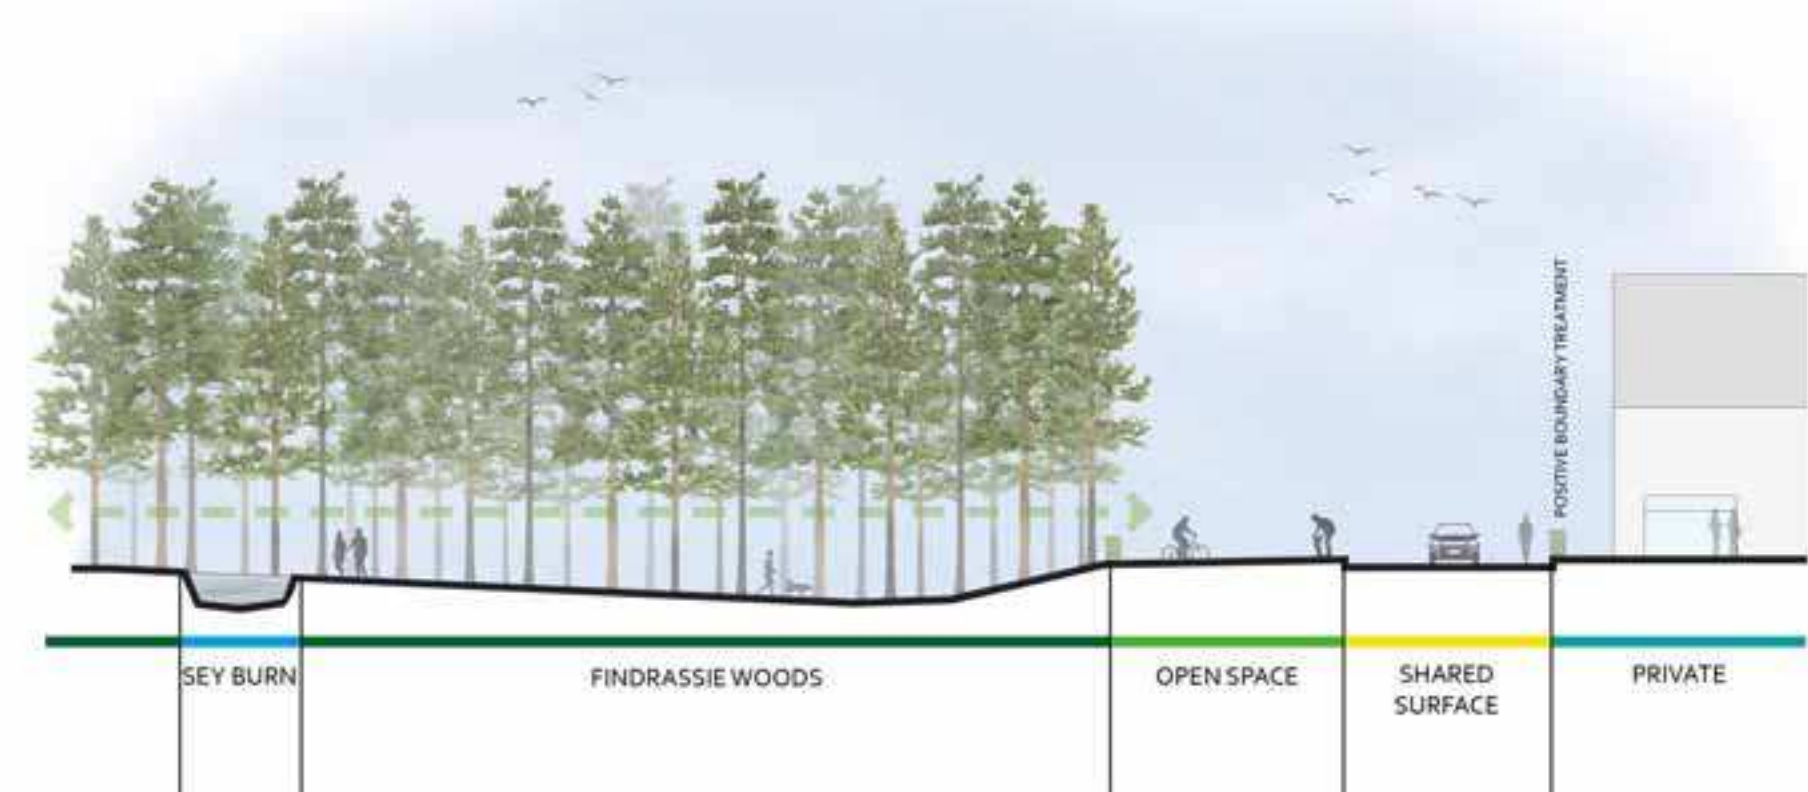 POSITIVE BOUNDARY TREATMENT
SEY BURN
FINDRASSIE WOODS
OPEN SPACE
SHARED
SURFACE
PRIVATE